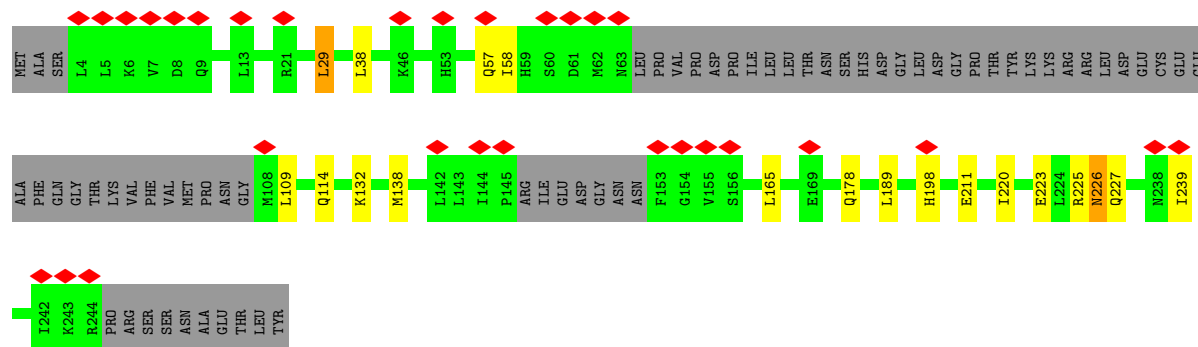 MET ALA SER L4 L5 K6 V7 D8 Q9 L13 R21 L29 L38 K46 H53 Q57 I58 H59 S60 D61 M62 N63 LEU PRO VAL PRO ASP PRO ILE LEU LEU THR ASN SER HIS ASP GLY LEU ASP GLY PRO THR TYR LYS LYS ARG ARG LEU ASP GLU CYS GLU GLU
ALA PHE GLN GLY THR LYS VAL PHE VAL MET PRO ASN GLY M108 L109 Q114 K132 M138 L142 L143 I144 P145 ARG ILE GLU ASP GLY ASN ASN F153 G154 V155 S156 L165 E169 Q178 L189 H198 E211 I220 E223 L224 R225 N226 Q227 N238 I239
I242 K243 R244 PRO ARG SER SER ASN ALA GLU THR LEU TYR